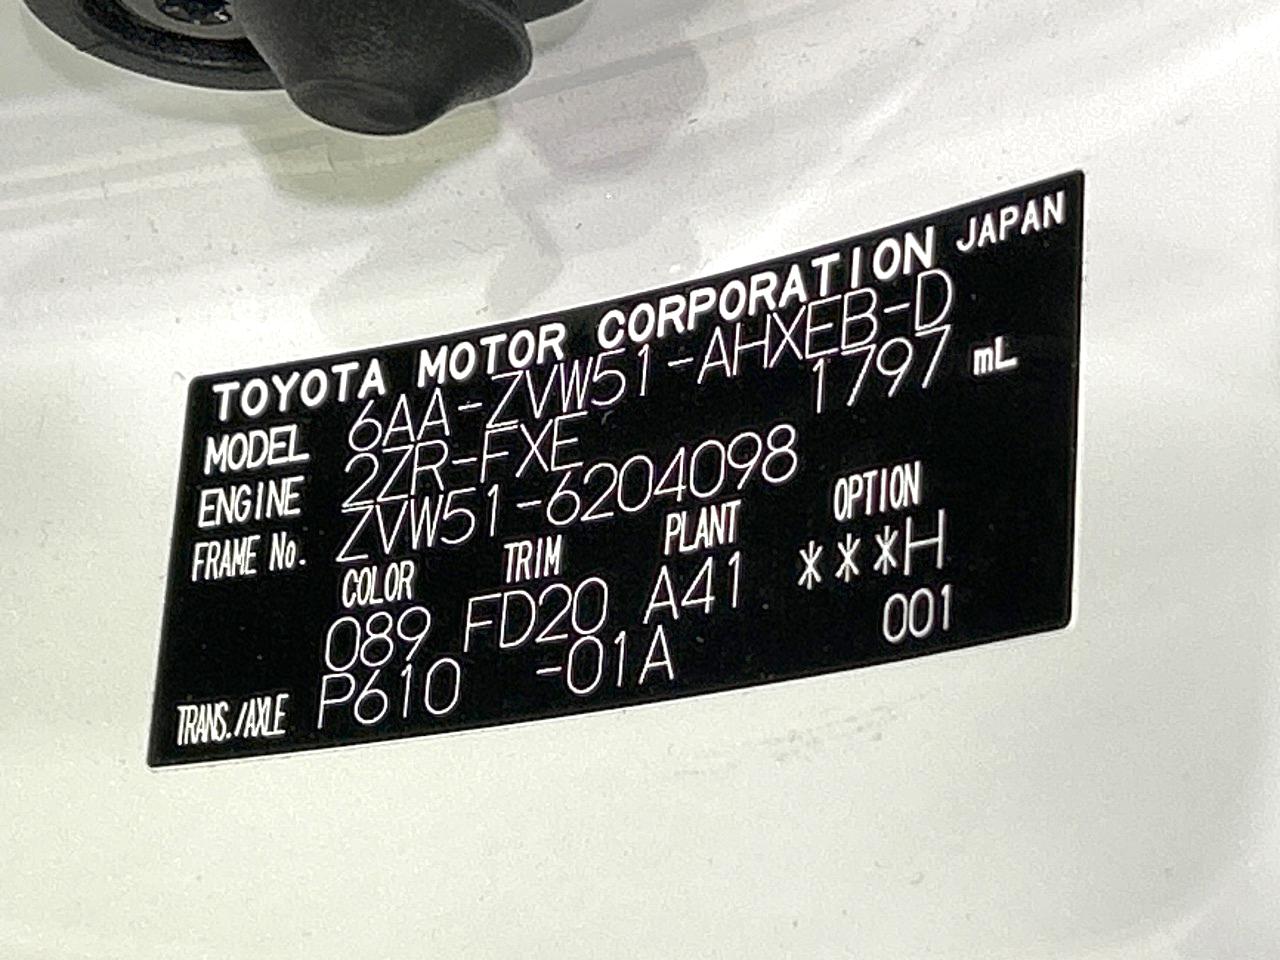 TOYOTA MOTOR CORPORATION JAPAN
MODEL 6AA-ZVW51-AHXEB-D
ENGINE 2ZR-FXE 1797 mL
FRAME No. ZVW51-6204098
COLOR TRIM PLANT OPTION
089 FD20 A41 ***H
TRANS./AXLE P610 -01A 001